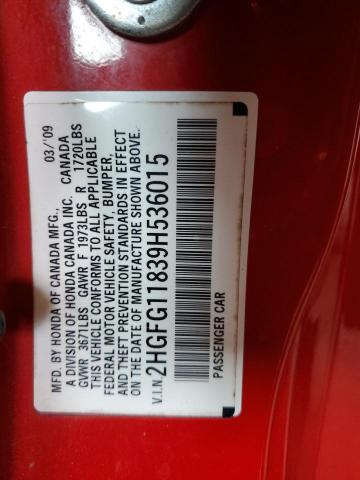 MFD. BY HONDA OF CANADA MFG., 03/'09
A DIVISION OF HONDA CANADA INC. CANADA
GVWR 3671LBS GAWR F 1973LBS R 1720LBS
THIS VEHICLE CONFORMS TO ALL APPLICABLE
FEDERAL MOTOR VEHICLE SAFETY, BUMPER,
AND THEFT PREVENTION STANDARDS IN EFFECT
ON THE DATE OF MANUFACTURE SHOWN ABOVE.
V.I.N. 2HGFG11839H536015
PASSENGER CAR